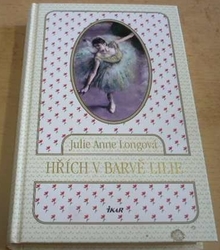 Julie Anne Longová
HŘÍCH V BARVĚ LILIE
IKAR